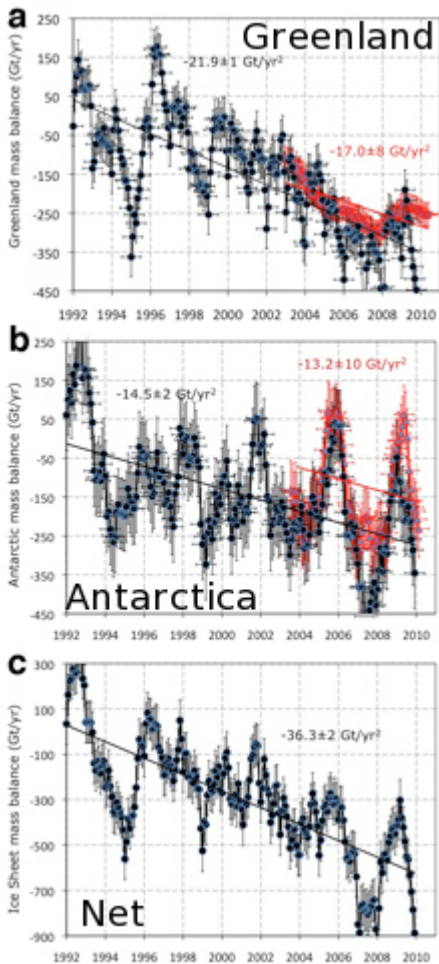 a
Greenland
-21.9±1 Gt/yr²
-17.0±8 Gt/yr²
Greenland mass balance (Gt/yr)
250
150
50
-50
-150
-250
-350
-450
1992 1994 1996 1998 2000 2002 2004 2006 2008 2010
b
-13.2±10 Gt/yr²
-14.5±2 Gt/yr²
Antarctic mass balance (Gt/yr)
250
150
50
-50
-150
-250
-350
-450
Antarctica
1992 1994 1996 1998 2000 2002 2004 2006 2008 2010
c
-36.3±2 Gt/yr²
Ice Sheet mass balance (Gt/yr)
300
100
-100
-300
-500
-700
-900
Net
1992 1994 1996 1998 2000 2002 2004 2006 2008 2010